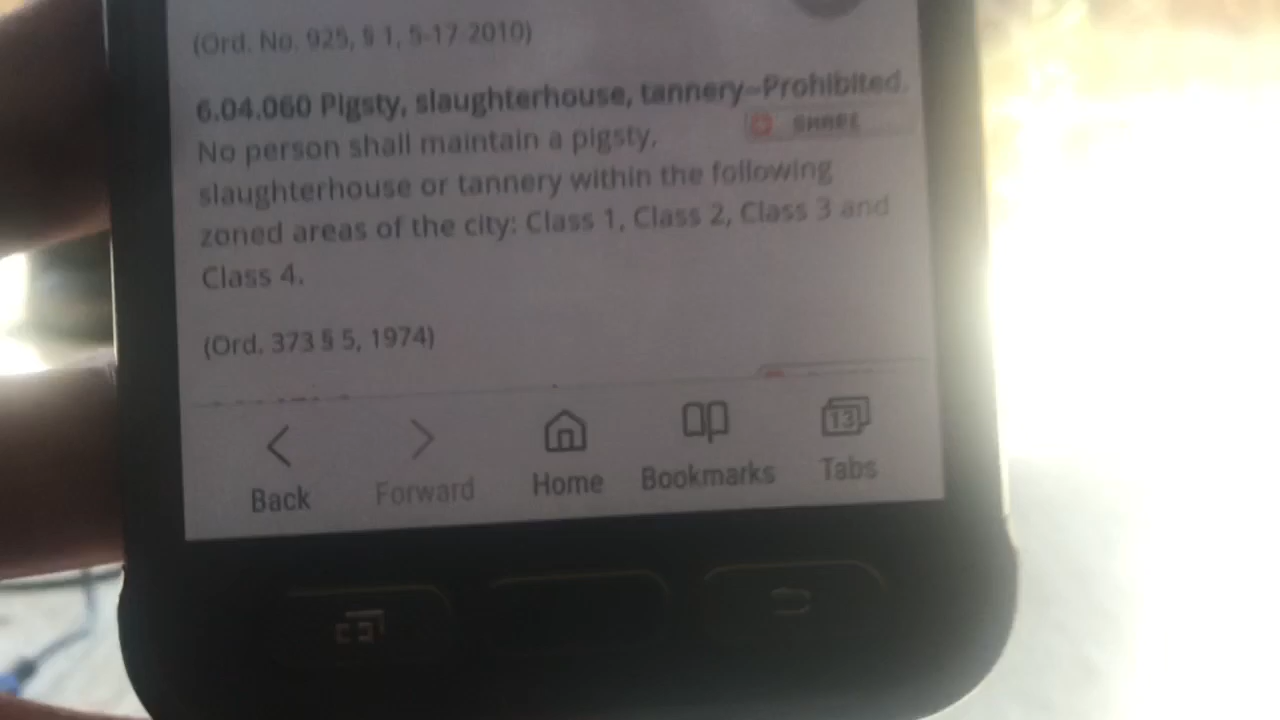 (Ord. No. 925, § 1, 5-17-2010)
6.04.060 Pigsty, slaughterhouse, tannery–Prohibited.
SHARE
No person shall maintain a pigsty,
slaughterhouse or tannery within the following
zoned areas of the city: Class 1, Class 2, Class 3 and
Class 4.
(Ord. 373 § 5, 1974)
13
Back Forward Home Bookmarks Tabs